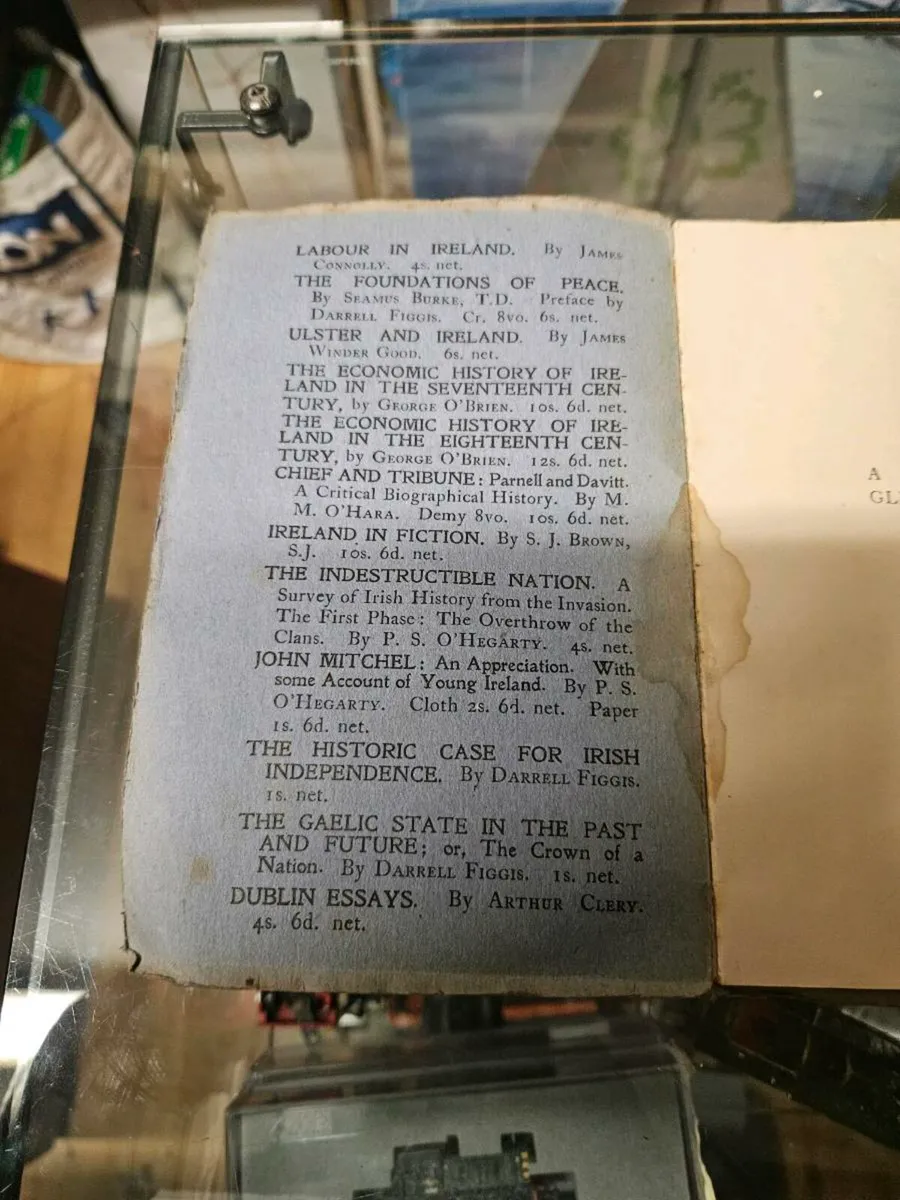 LABOUR IN IRELAND. By JAMES
CONNOLLY. 4s. net.
THE FOUNDATIONS OF PEACE.
By SEAMUS BURKE, T.D. Preface by
DARRELL FIGGIS. Cr. 8vo. 6s. net.
ULSTER AND IRELAND. By JAMES
WINDER GOOD. 6s. net.
THE ECONOMIC HISTORY OF IRE-
LAND IN THE SEVENTEENTH CEN-
TURY, by GEORGE O'BRIEN. 10s. 6d. net.
THE ECONOMIC HISTORY OF IRE-
LAND IN THE EIGHTEENTH CEN-
TURY, by GEORGE O'BRIEN. 12s. 6d. net.
CHIEF AND TRIBUNE: Parnell and Davitt.
A Critical Biographical History. By M.
M. O'HARA. Demy 8vo. 10s. 6d. net.
IRELAND IN FICTION. By S. J. BROWN,
S.J. 10s. 6d. net.
THE INDESTRUCTIBLE NATION. A
Survey of Irish History from the Invasion.
The First Phase: The Overthrow of the
Clans. By P. S. O'HEGARTY. 4s. net.
JOHN MITCHEL: An Appreciation. With
some Account of Young Ireland. By P. S.
O'HEGARTY. Cloth 2s. 6d. net. Paper
1s. 6d. net.
THE HISTORIC CASE FOR IRISH
INDEPENDENCE. By DARRELL FIGGIS.
1s. net.
THE GAELIC STATE IN THE PAST
AND FUTURE; or, The Crown of a
Nation. By DARRELL FIGGIS. 1s. net.
DUBLIN ESSAYS. By ARTHUR CLERY.
4s. 6d. net.
A
GL